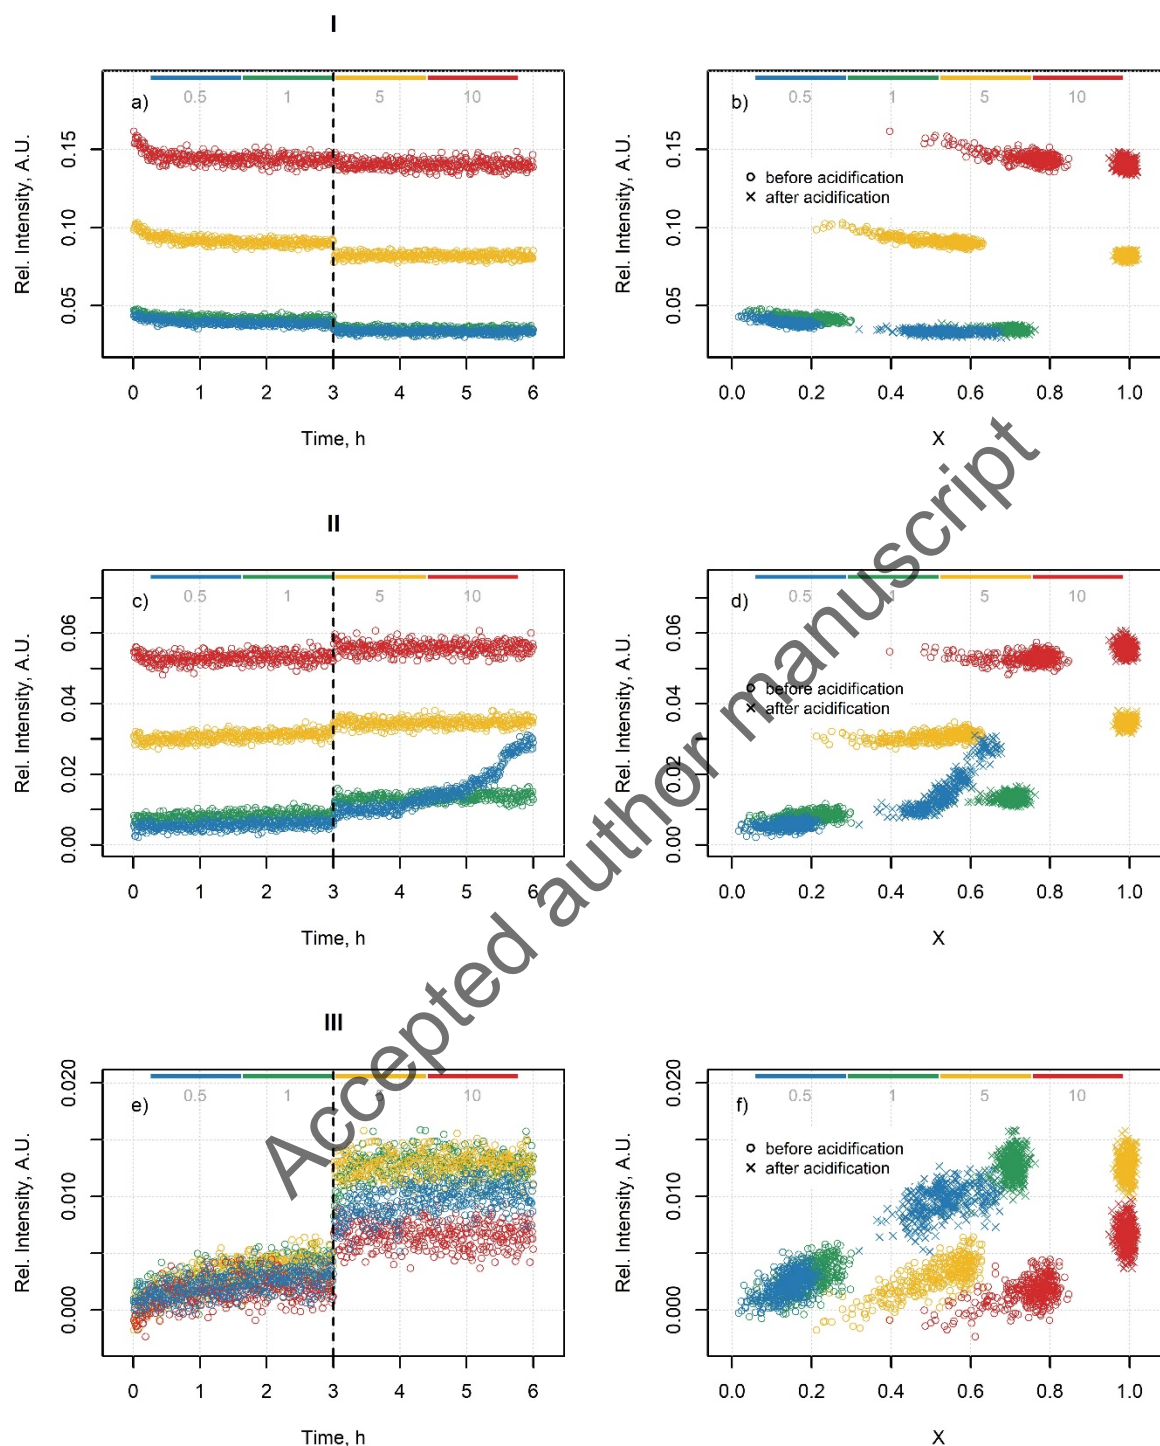 I
a)
0.5 1 5 10
0.05 0.10 0.15
Rel. Intensity, A.U.
0 1 2 3 4 5 6
Time, h
b)
0.5 1 5 10
before acidification
after acidification
0.05 0.10 0.15
Rel. Intensity, A.U.
0.0 0.2 0.4 0.6 0.8 1.0
X
II
c)
0.5 1 5 10
0.00 0.02 0.04 0.06
Rel. Intensity, A.U.
0 1 2 3 4 5 6
Time, h
d)
0.5 1 5 10
before acidification
after acidification
0.00 0.02 0.04 0.06
Rel. Intensity, A.U.
0.0 0.2 0.4 0.6 0.8 1.0
X
III
e)
0.5 1 5 10
0.000 0.010 0.020
Rel. Intensity, A.U.
0 1 2 3 4 5 6
Time, h
f)
0.5 1 5 10
before acidification
after acidification
0.000 0.010 0.020
Rel. Intensity, A.U.
0.0 0.2 0.4 0.6 0.8 1.0
X
Accepted author manuscript